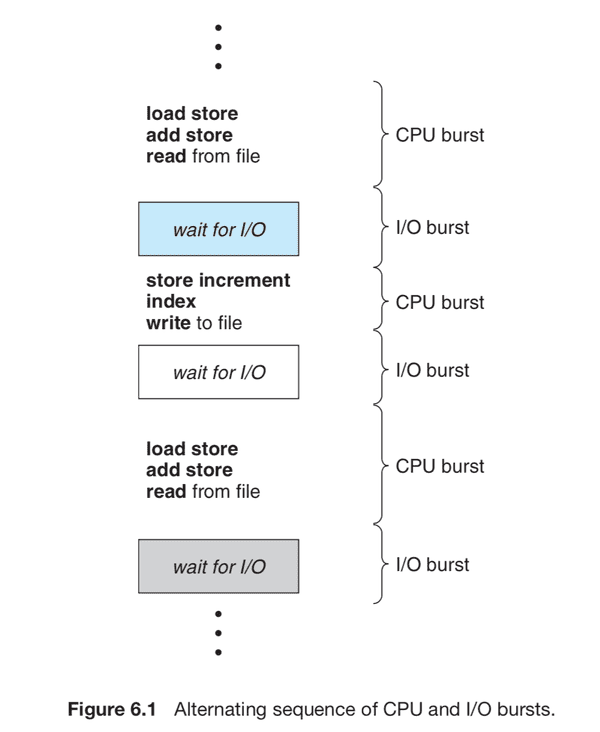 load store
add store
read from file
CPU burst
wait for I/O
I/O burst
store increment
index
write to file
CPU burst
wait for I/O
I/O burst
load store
add store
read from file
CPU burst
wait for I/O
I/O burst
Figure 6.1 Alternating sequence of CPU and I/O bursts.